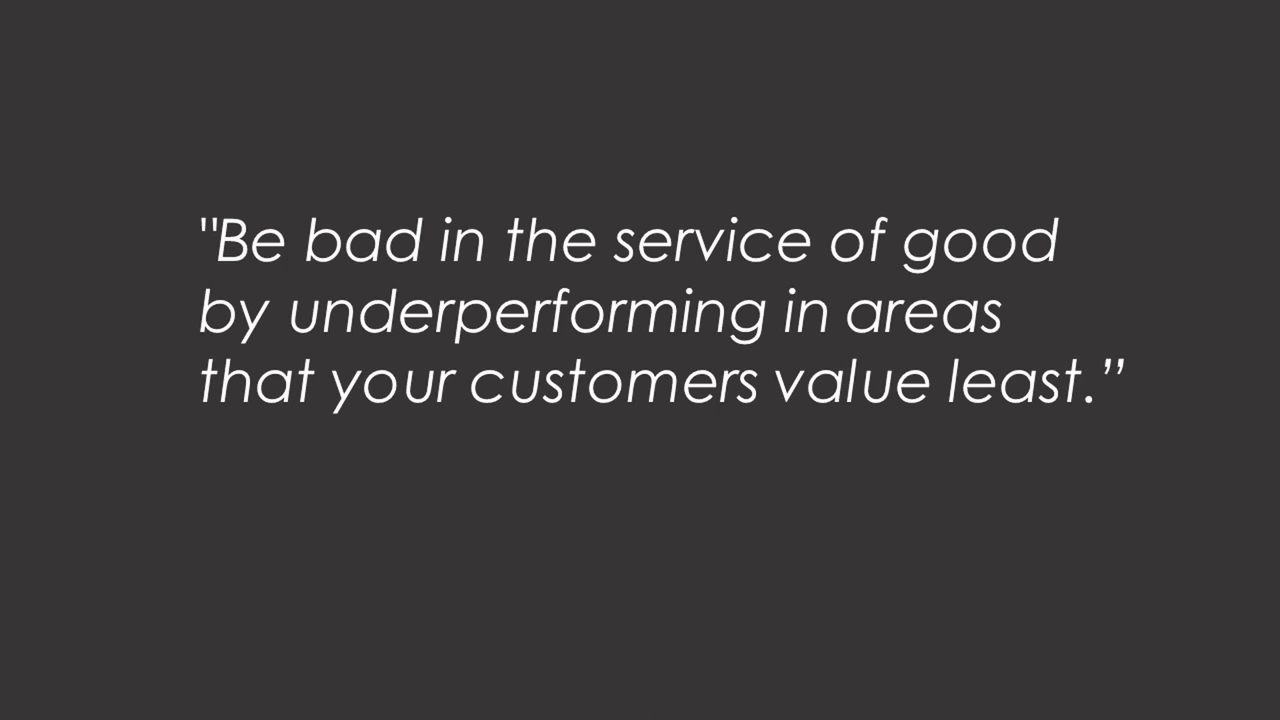 "Be bad in the service of good
by underperforming in areas
that your customers value least.”